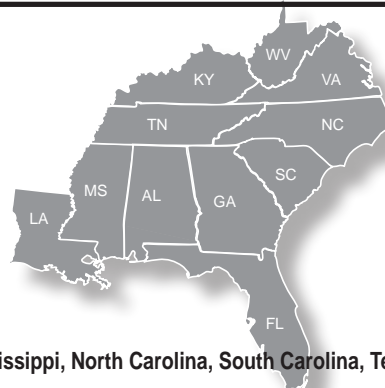 WV
KY
VA
TN
NC
SC
MS
AL
GA
LA
FL
issippi, North Carolina, South Carolina, Te